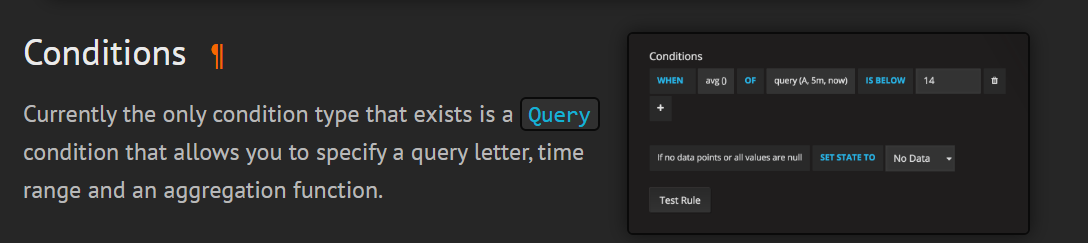 Conditions ¶
Currently the only condition type that exists is a Query
condition that allows you to specify a query letter, time
range and an aggregation function.
Conditions
WHEN avg () OF query (A, 5m, now) IS BELOW 14
+
If no data points or all values are null SET STATE TO No Data
Test Rule